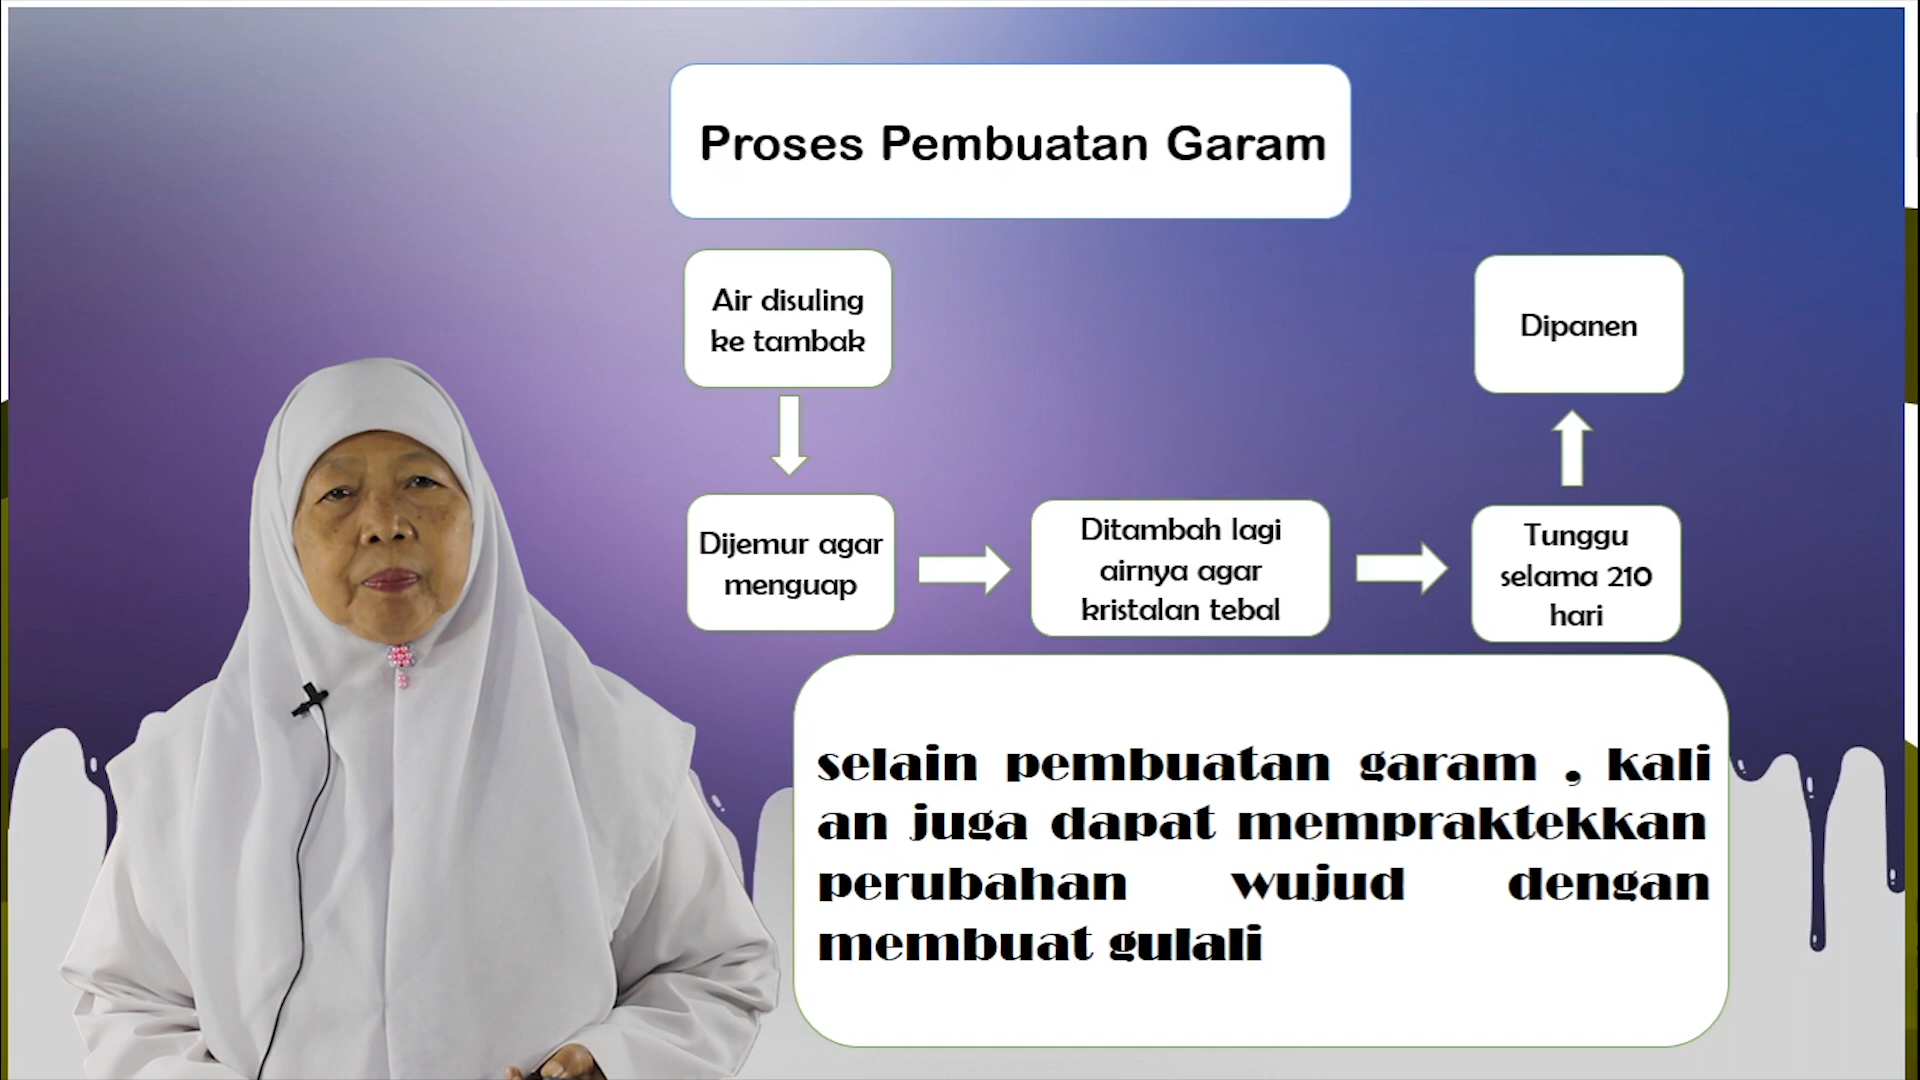 Proses Pembuatan Garam
Air disuling
ke tambak
Dijemur agar
menguap
Ditambah lagi
airnya agar
kristalan tebal
Tunggu
selama 210
hari
Dipanen
selain pembuatan garam , kali
an juga dapat mempraktekkan
perubahan wujud dengan
membuat gulali